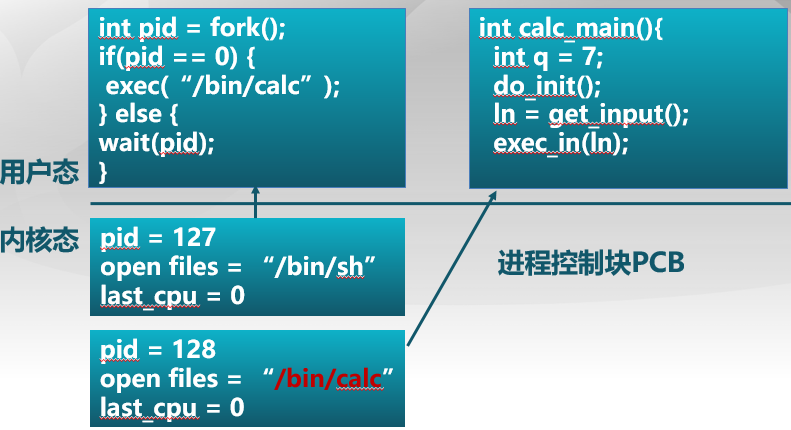 int pid = fork();
if(pid == 0) {
exec( “/bin/calc” );
} else {
wait(pid);
}
int calc_main(){
int q = 7;
do_init();
ln = get_input();
exec_in(ln);
用户态
内核态
pid = 127
open files = “/bin/sh”
last_cpu = 0
进程控制块PCB
pid = 128
open files = “/bin/calc”
last_cpu = 0